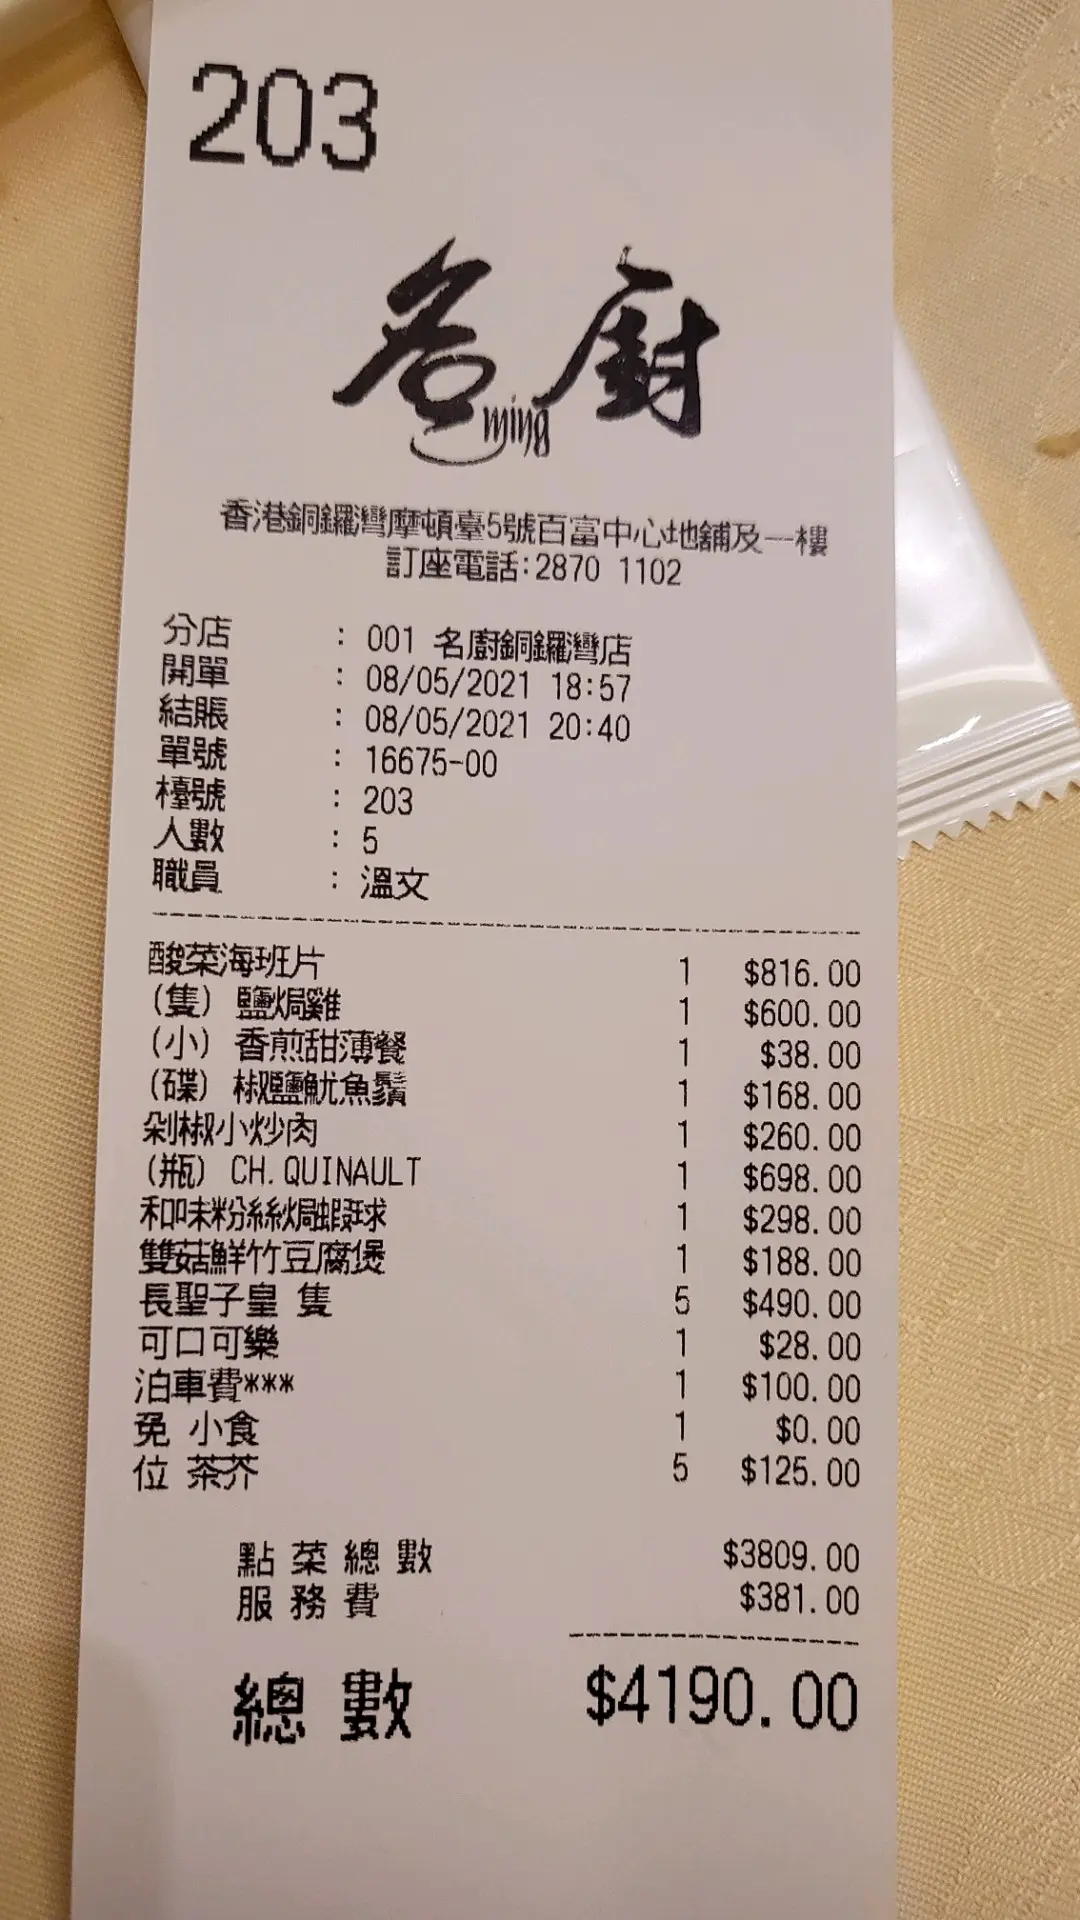 203
名廚
ming
香港銅鑼灣摩頓臺5號百富中心地舖及一樓
訂座電話:2870 1102
分店 : 001 名廚銅鑼灣店
開單 : 08/05/2021 18:57
結賬 : 08/05/2021 20:40
單號 : 16675-00
檯號 : 203
人數 : 5
職員 : 溫文
酸菜海班片 1 $816.00
(隻) 鹽焗雞 1 $600.00
(小) 香煎甜薄餐 1 $38.00
(碟) 椒鹽魷魚鬚 1 $168.00
剁椒小炒肉 1 $260.00
(瓶) CH.QUINAULT 1 $698.00
和味粉絲焗蝦球 1 $298.00
雙菇鮮竹豆腐煲 1 $188.00
長聖子皇 隻 5 $490.00
可口可樂 1 $28.00
泊車費*** 1 $100.00
免 小食 1 $0.00
位 茶芥 5 $125.00
點菜總數 $3809.00
服務費 $381.00
總數 $4190.00